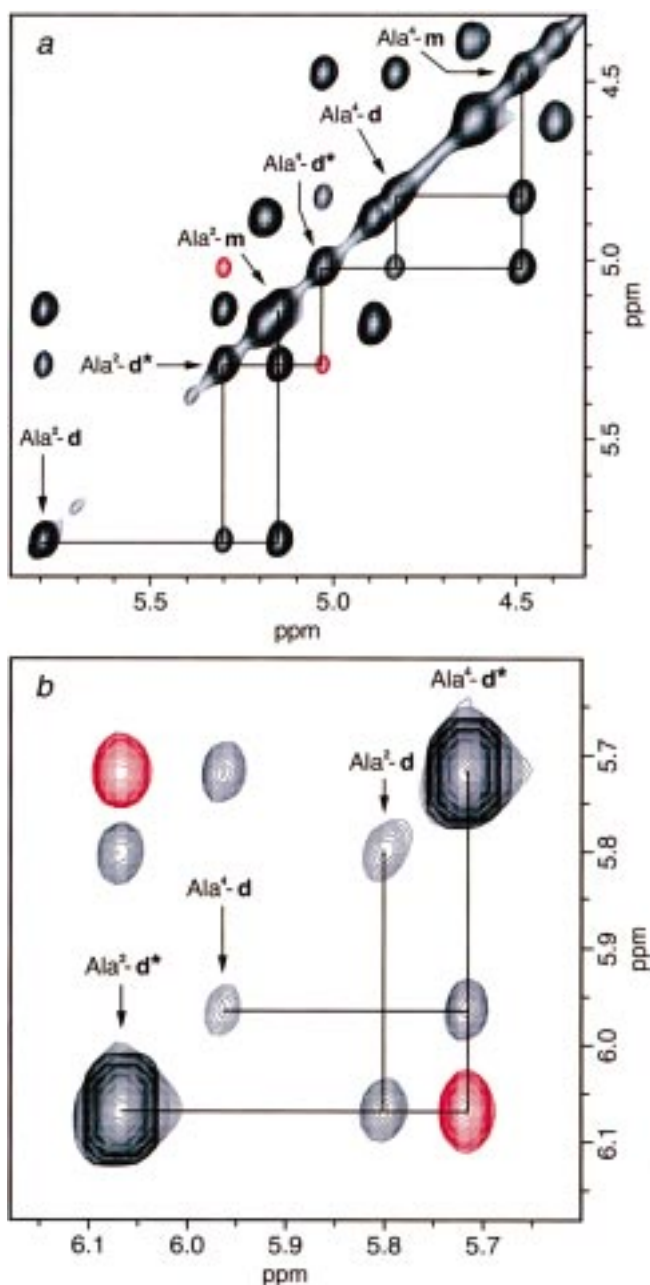 a
Ala⁴-m
4.5
Ala⁴-d
Ala⁴-d*
Ala²-m
5.0
ppm
Ala²-d*
Ala²-d
5.5
5.5 5.0 4.5
ppm
b
Ala⁴-d*
5.7
Ala²-d
5.8
Ala⁴-d
5.9
ppm
Ala²-d*
6.0
6.1
6.1 6.0 5.9 5.8 5.7
ppm